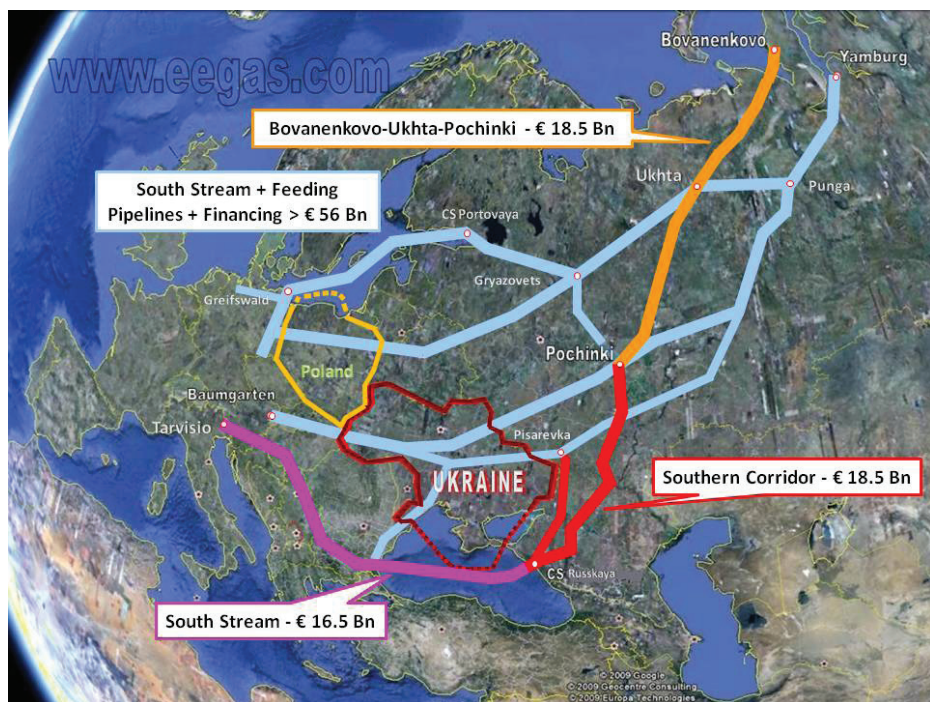 www.eegas.com
Bovanenkovo
Yamburg
Bovanenkovo-Ukhta-Pochinki - € 18.5 Bn
South Stream + Feeding
Pipelines + Financing > € 56 Bn
Ukhta
Punga
CS Portovaya
Gryazovets
Greifswald
Pochinki
Poland
Baumgarten
Tarvisio
Pisarevka
UKRAINE
Southern Corridor - € 18.5 Bn
CS Russkaya
South Stream - € 16.5 Bn
© 2009 Google
© 2009 Geocentre Consulting
© 2009 Europa Technologies